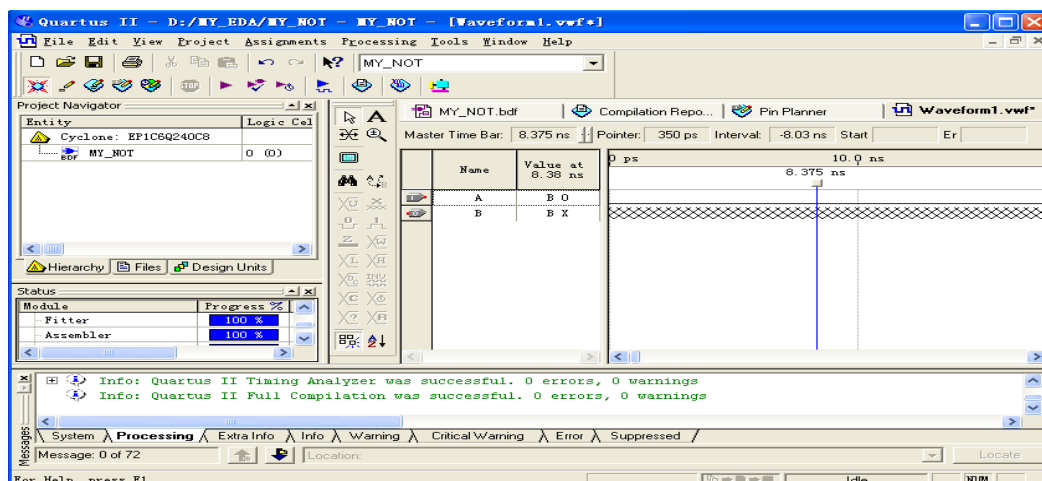 Quartus II - D:/MY_EDA/MY_NOT - MY_NOT - [Waveform1.vwf*]
File Edit View Project Assignments Processing Tools Window Help
MY_NOT
Project Navigator
Entity Logic Cel
Cyclone: EP1C6Q240C8
MY_NOT 0 (0)
Hierarchy Files Design Units
Status
Module Progress %
Fitter 100 %
Assembler 100 %
MY_NOT.bdf Compilation Repo... Pin Planner Waveform1.vwf*
Master Time Bar: 8.375 ns Pointer: 350 ps Interval: -8.03 ns Start Er
Name Value at 8.38 ns
0 ps 10.0 ns
8.375 ns
A B 0
B B X
Info: Quartus II Timing Analyzer was successful. 0 errors, 0 warnings
Info: Quartus II Full Compilation was successful. 0 errors, 0 warnings
Messages
System Processing Extra Info Info Warning Critical Warning Error Suppressed
Message: 0 of 72 Location: Locate
For Help, press F1 Idle NUM